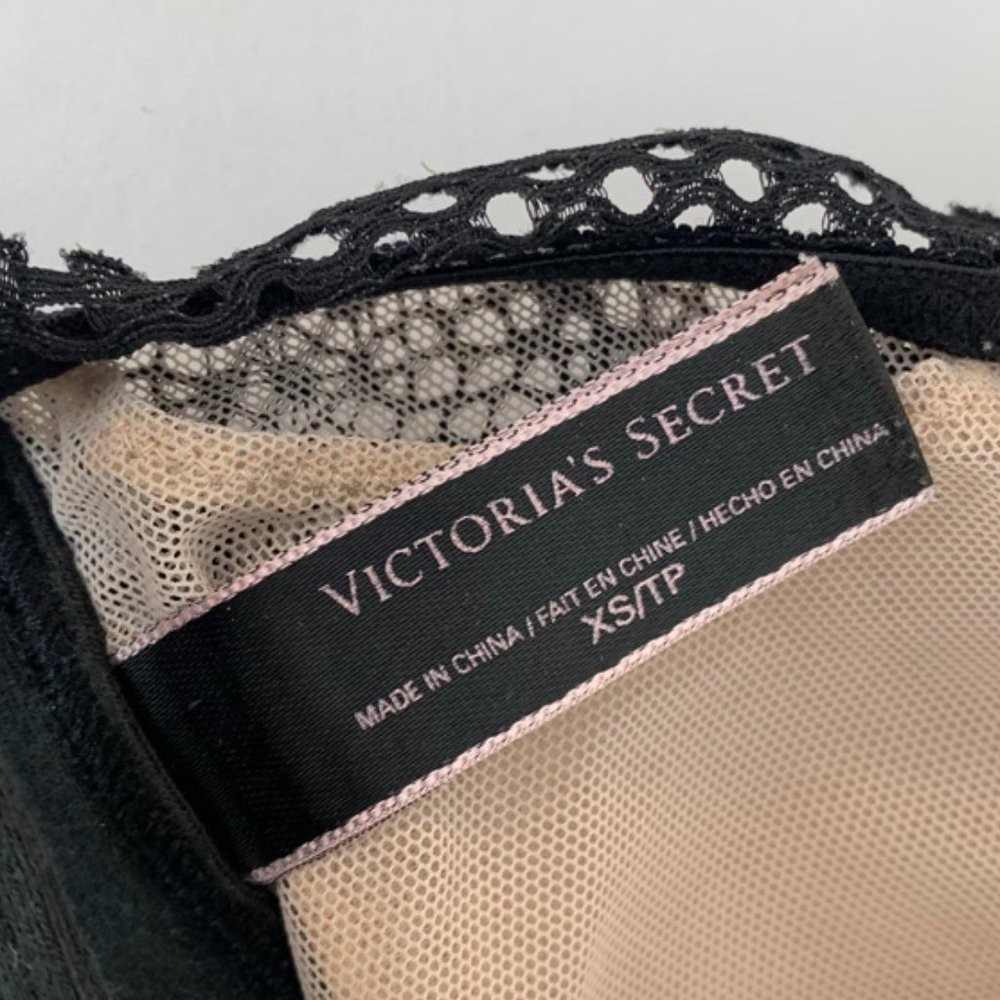 VICTORIA'S SECRET
MADE IN CHINA / FAIT EN CHINE / HECHO EN CHINA
XS/TP